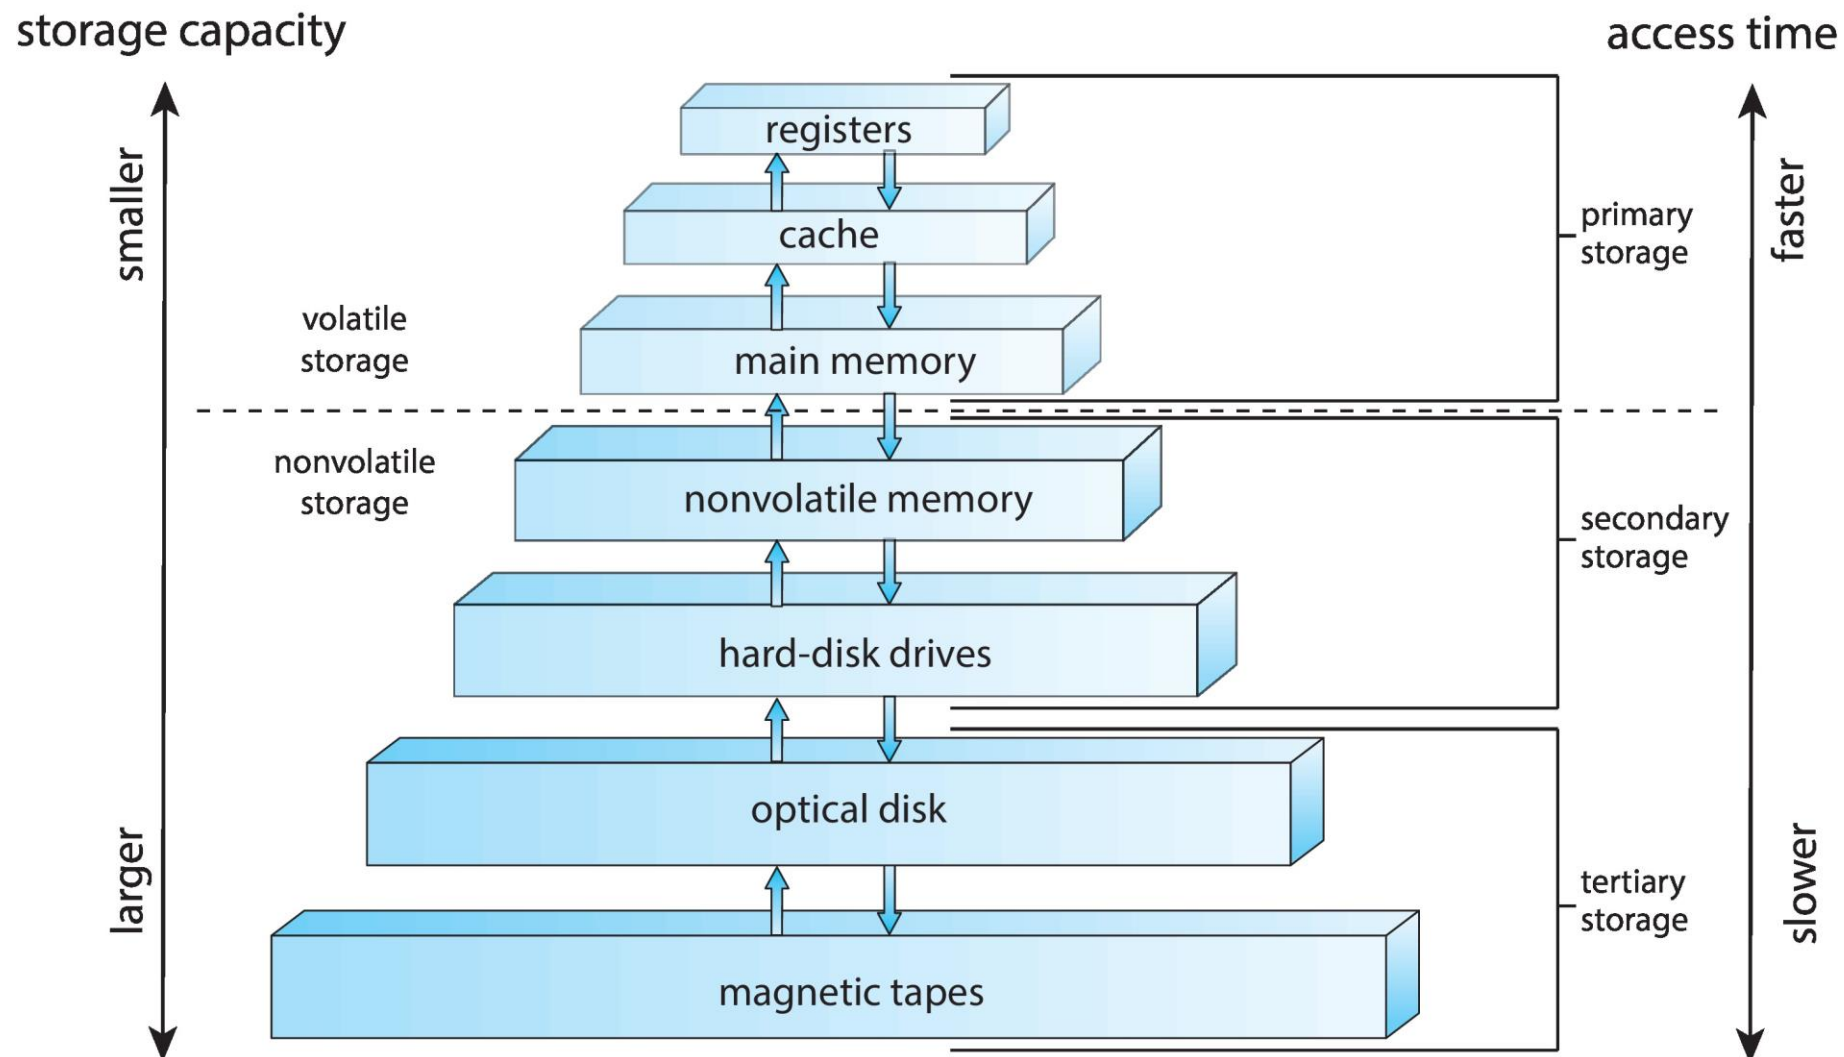 storage capacity
access time
smaller
larger
registers
cache
main memory
volatile
storage
nonvolatile
storage
nonvolatile memory
hard-disk drives
optical disk
magnetic tapes
primary
storage
secondary
storage
tertiary
storage
faster
slower